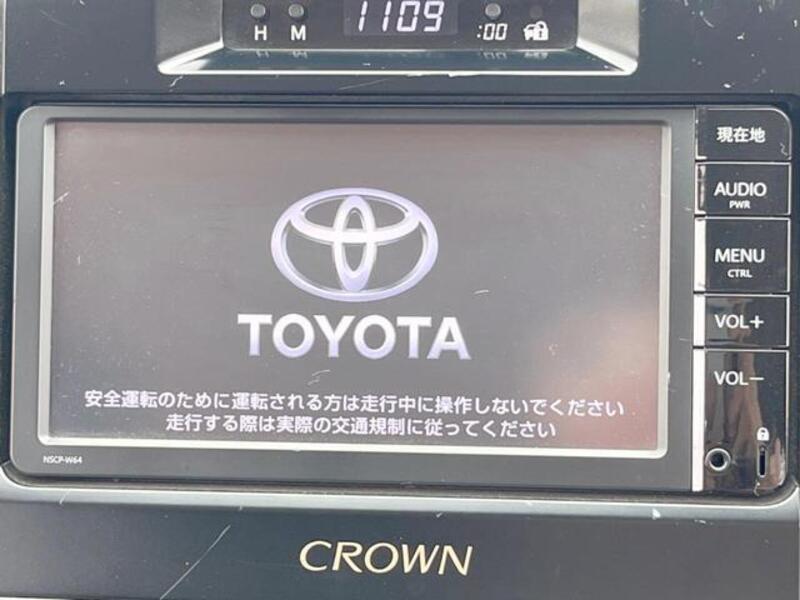 1109
H M :00
現在地
AUDIO
PWR
MENU
CTRL
VOL+
VOL-
TOYOTA
安全運転のために運転される方は走行中に操作しないでください
走行する際は実際の交通規制に従ってください
NSCP-W64
CROWN